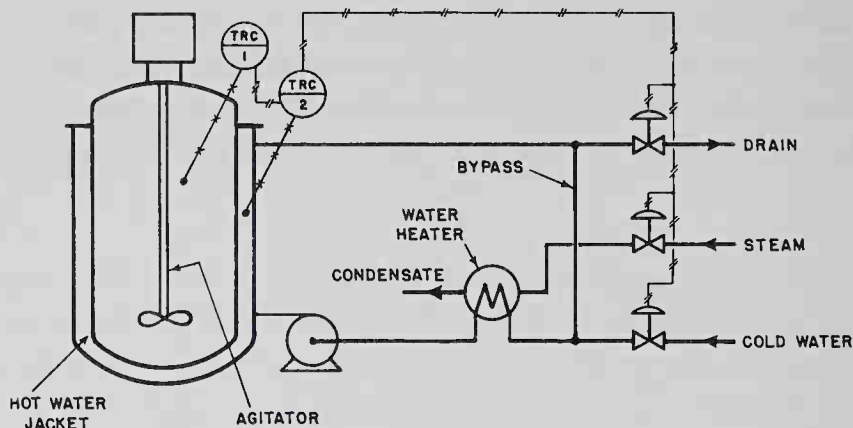 TRC
1
TRC
2
DRAIN
BYPASS
WATER
HEATER
STEAM
CONDENSATE
COLD WATER
HOT WATER
JACKET
AGITATOR